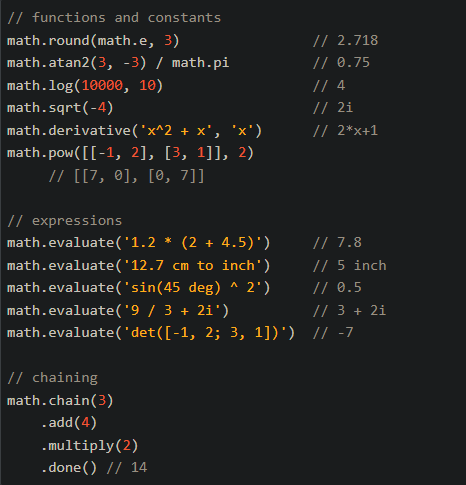 // functions and constants
math.round(math.e, 3)                // 2.718
math.atan2(3, -3) / math.pi          // 0.75
math.log(10000, 10)                  // 4
math.sqrt(-4)                        // 2i
math.derivative('x^2 + x', 'x')      // 2*x+1
math.pow([[-1, 2], [3, 1]], 2)
     // [[7, 0], [0, 7]]

// expressions
math.evaluate('1.2 * (2 + 4.5)')     // 7.8
math.evaluate('12.7 cm to inch')     // 5 inch
math.evaluate('sin(45 deg) ^ 2')     // 0.5
math.evaluate('9 / 3 + 2i')          // 3 + 2i
math.evaluate('det([-1, 2; 3, 1])')  // -7

// chaining
math.chain(3)
    .add(4)
    .multiply(2)
    .done() // 14